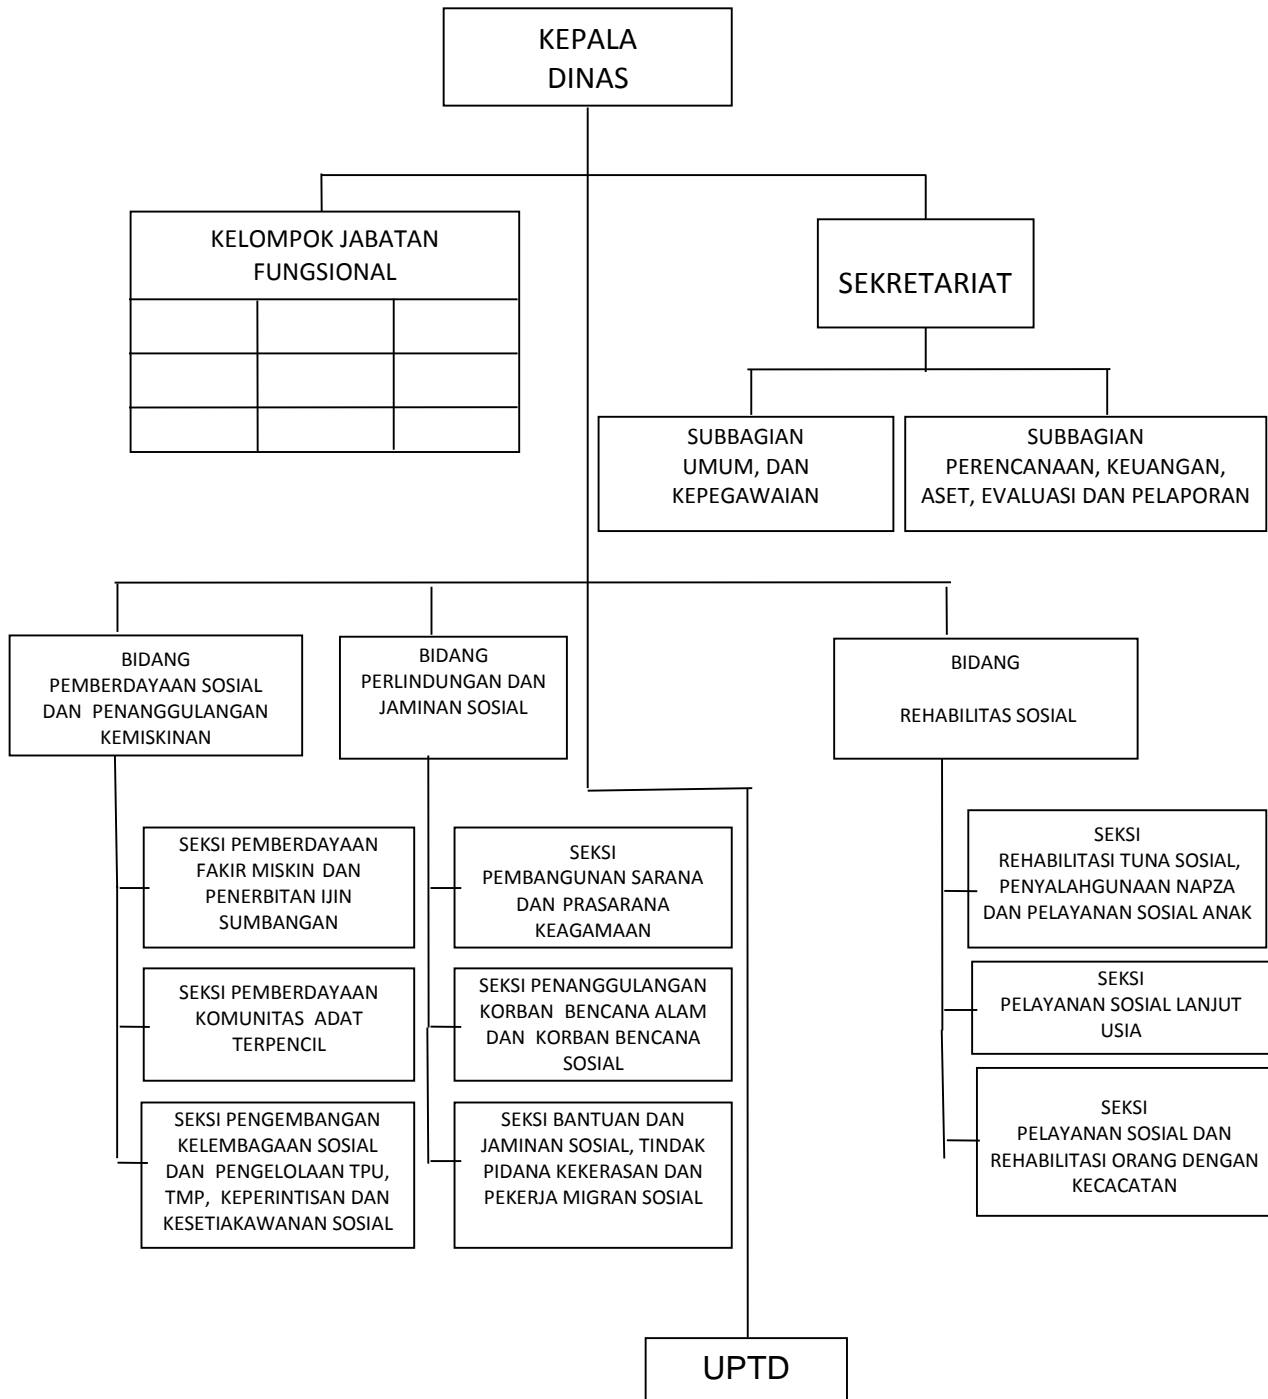 KEPALA
DINAS
KELOMPOK JABATAN
FUNGSIONAL
SEKRETARIAT
SUBBAGIAN
UMUM, DAN
KEPEGAWAIAN
SUBBAGIAN
PERENCANAAN, KEUANGAN,
ASET, EVALUASI DAN PELAPORAN
BIDANG
PEMBERDAYAAN SOSIAL
DAN PENANGGULANGAN
KEMISKINAN
BIDANG
PERLINDUNGAN DAN
JAMINAN SOSIAL
BIDANG
REHABILITAS SOSIAL
SEKSI PEMBERDAYAAN
FAKIR MISKIN DAN
PENERBITAN IJIN
SUMBANGAN
SEKSI PEMBERDAYAAN
KOMUNITAS ADAT
TERPENCIL
SEKSI PENGEMBANGAN
KELEMBAGAAN SOSIAL
DAN PENGELOLAAN TPU,
TMP, KEPERINTISAN DAN
KESETIAKAWANAN SOSIAL
SEKSI
PEMBANGUNAN SARANA
DAN PRASARANA
KEAGAMAAN
SEKSI PENANGGULANGAN
KORBAN BENCANA ALAM
DAN KORBAN BENCANA
SOSIAL
SEKSI BANTUAN DAN
JAMINAN SOSIAL, TINDAK
PIDANA KEKERASAN DAN
PEKERJA MIGRAN SOSIAL
SEKSI
REHABILITASI TUNA SOSIAL,
PENYALAHGUNAAN NAPZA
DAN PELAYANAN SOSIAL ANAK
SEKSI
PELAYANAN SOSIAL LANJUT
USIA
SEKSI
PELAYANAN SOSIAL DAN
REHABILITASI ORANG DENGAN
KECACATAN
UPTD